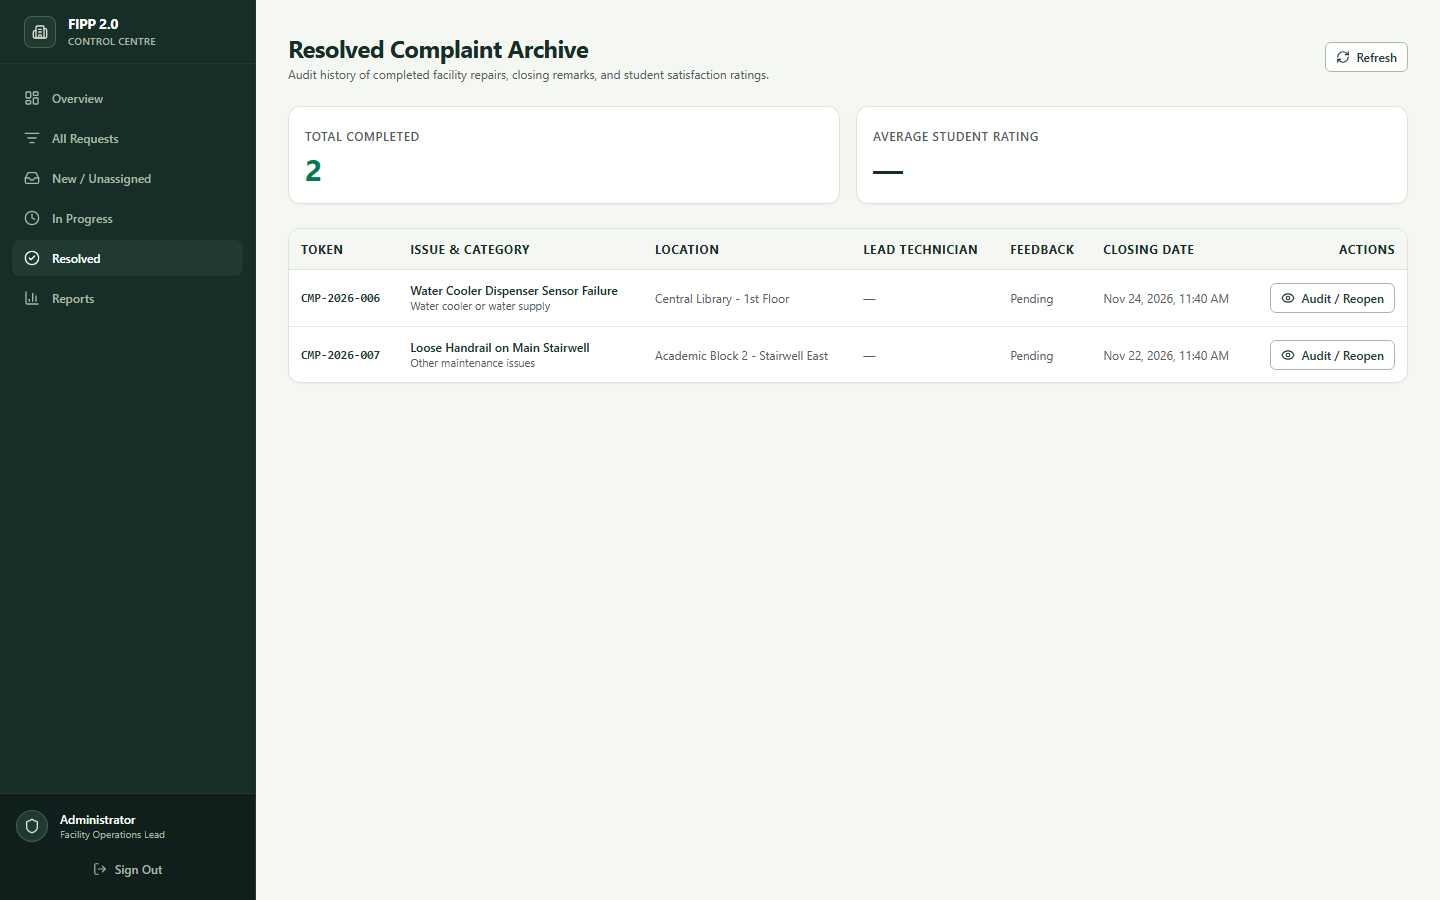 FIPP 2.0
CONTROL CENTRE
Overview
All Requests
New / Unassigned
In Progress
Resolved
Reports
Administrator
Facility Operations Lead
Sign Out
Resolved Complaint Archive
Audit history of completed facility repairs, closing remarks, and student satisfaction ratings.
Refresh
TOTAL COMPLETED
2
AVERAGE STUDENT RATING
—
TOKEN ISSUE & CATEGORY LOCATION LEAD TECHNICIAN FEEDBACK CLOSING DATE ACTIONS
CMP-2026-006 Water Cooler Dispenser Sensor Failure Central Library - 1st Floor — Pending Nov 24, 2026, 11:40 AM Audit / Reopen
Water cooler or water supply
CMP-2026-007 Loose Handrail on Main Stairwell Academic Block 2 - Stairwell East — Pending Nov 22, 2026, 11:40 AM Audit / Reopen
Other maintenance issues